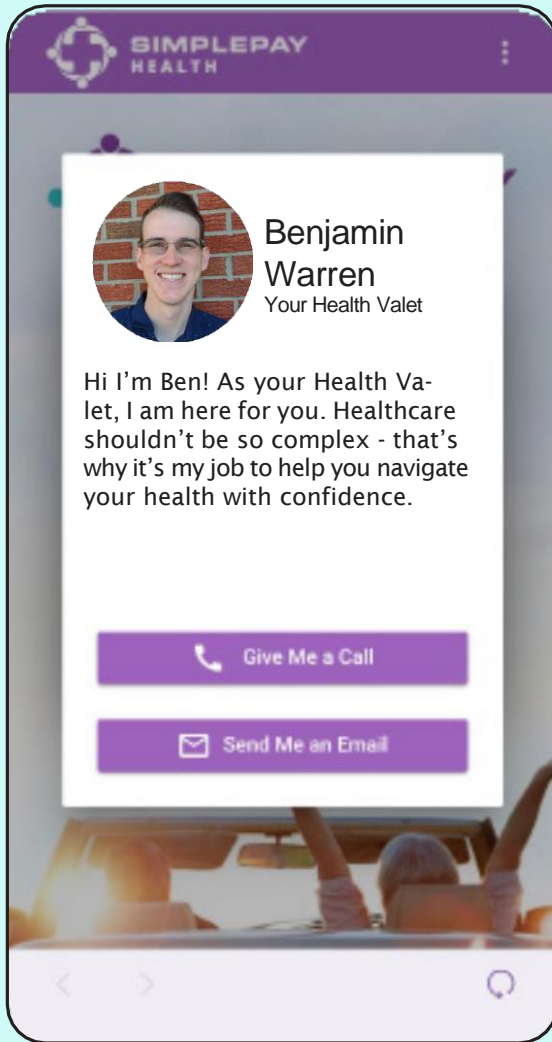 SIMPLEPAY
HEALTH
Benjamin
Warren
Your Health Valet
Hi I’m Ben! As your Health Va-
let, I am here for you. Healthcare
shouldn’t be so complex - that’s
why it’s my job to help you navigate
your health with confidence.
Give Me a Call
Send Me an Email